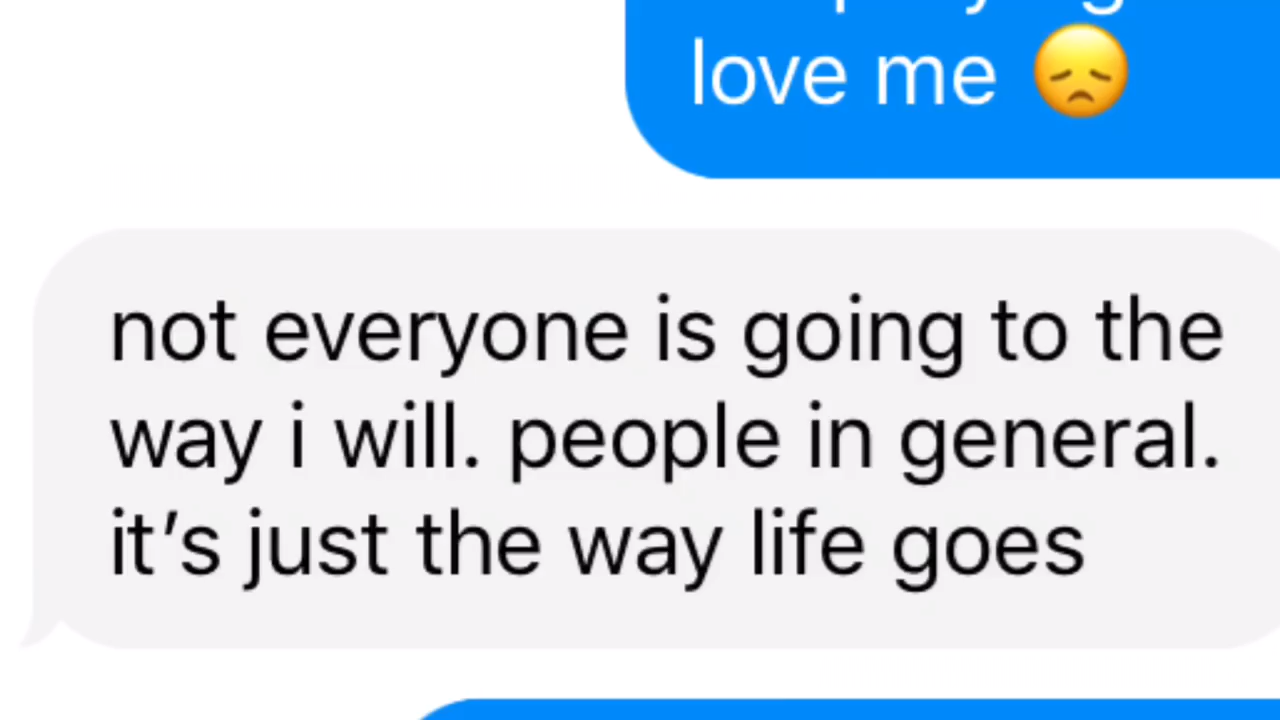 love me 😞
not everyone is going to the
way i will. people in general.
it’s just the way life goes